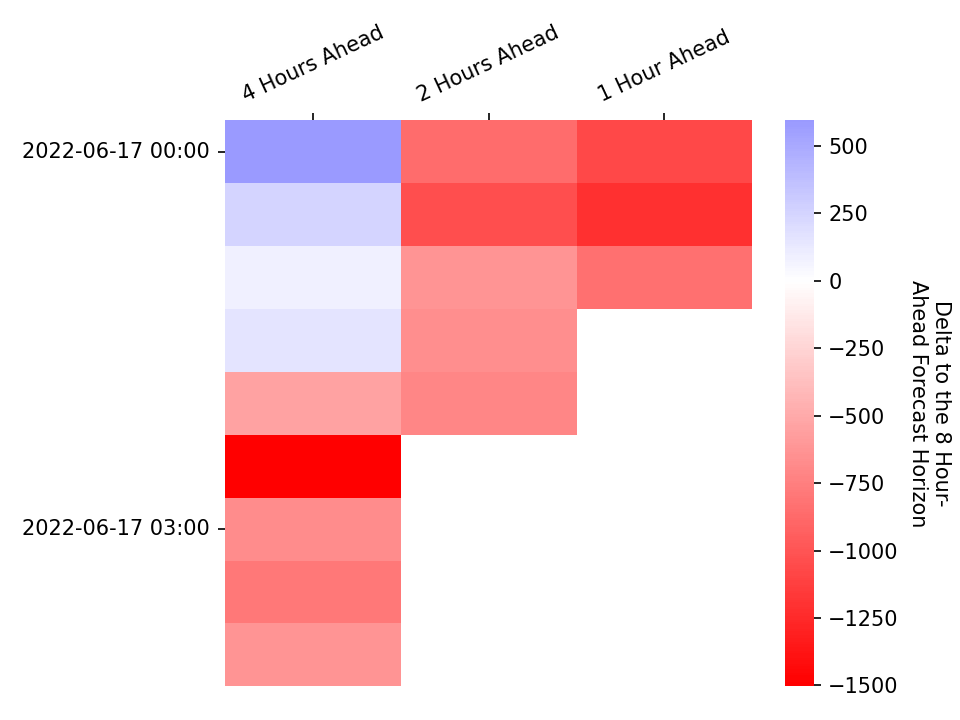 4 Hours Ahead
2 Hours Ahead
1 Hour Ahead
2022-06-17 00:00
2022-06-17 03:00
500
250
0
−250
−500
−750
−1000
−1250
−1500
Delta to the 8 Hour-
Ahead Forecast Horizon